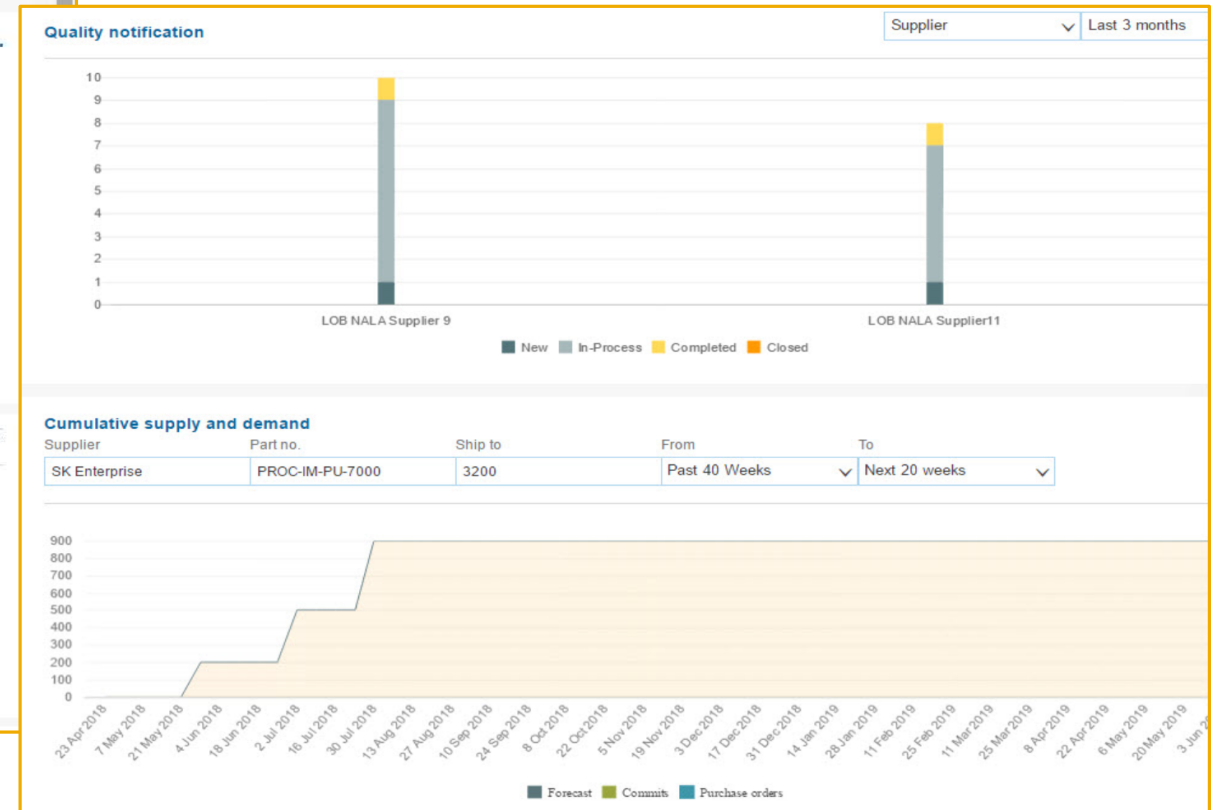 Quality notification
Supplier
Last 3 months
10
9
8
7
6
5
4
3
2
1
0
LOB NALA Supplier 9
LOB NALA Supplier11
New In-Process Completed Closed
Cumulative supply and demand
Supplier Part no. Ship to From To
SK Enterprise PROC-IM-PU-7000 3200 Past 40 Weeks Next 20 weeks
900
800
700
600
500
400
300
200
100
0
23 Apr 2018 7 May 2018 21 May 2018 4 Jun 2018 18 Jun 2018 2 Jul 2018 16 Jul 2018 30 Jul 2018 13 Aug 2018 27 Aug 2018 10 Sep 2018 24 Sep 2018 8 Oct 2018 22 Oct 2018 5 Nov 2018 19 Nov 2018 3 Dec 2018 17 Dec 2018 31 Dec 2018 14 Jan 2019 28 Jan 2019 11 Feb 2019 25 Feb 2019 11 Mar 2019 25 Mar 2019 8 Apr 2019 22 Apr 2019 6 May 2019 20 May 2019 3 Jun
Forecast Commits Purchase orders